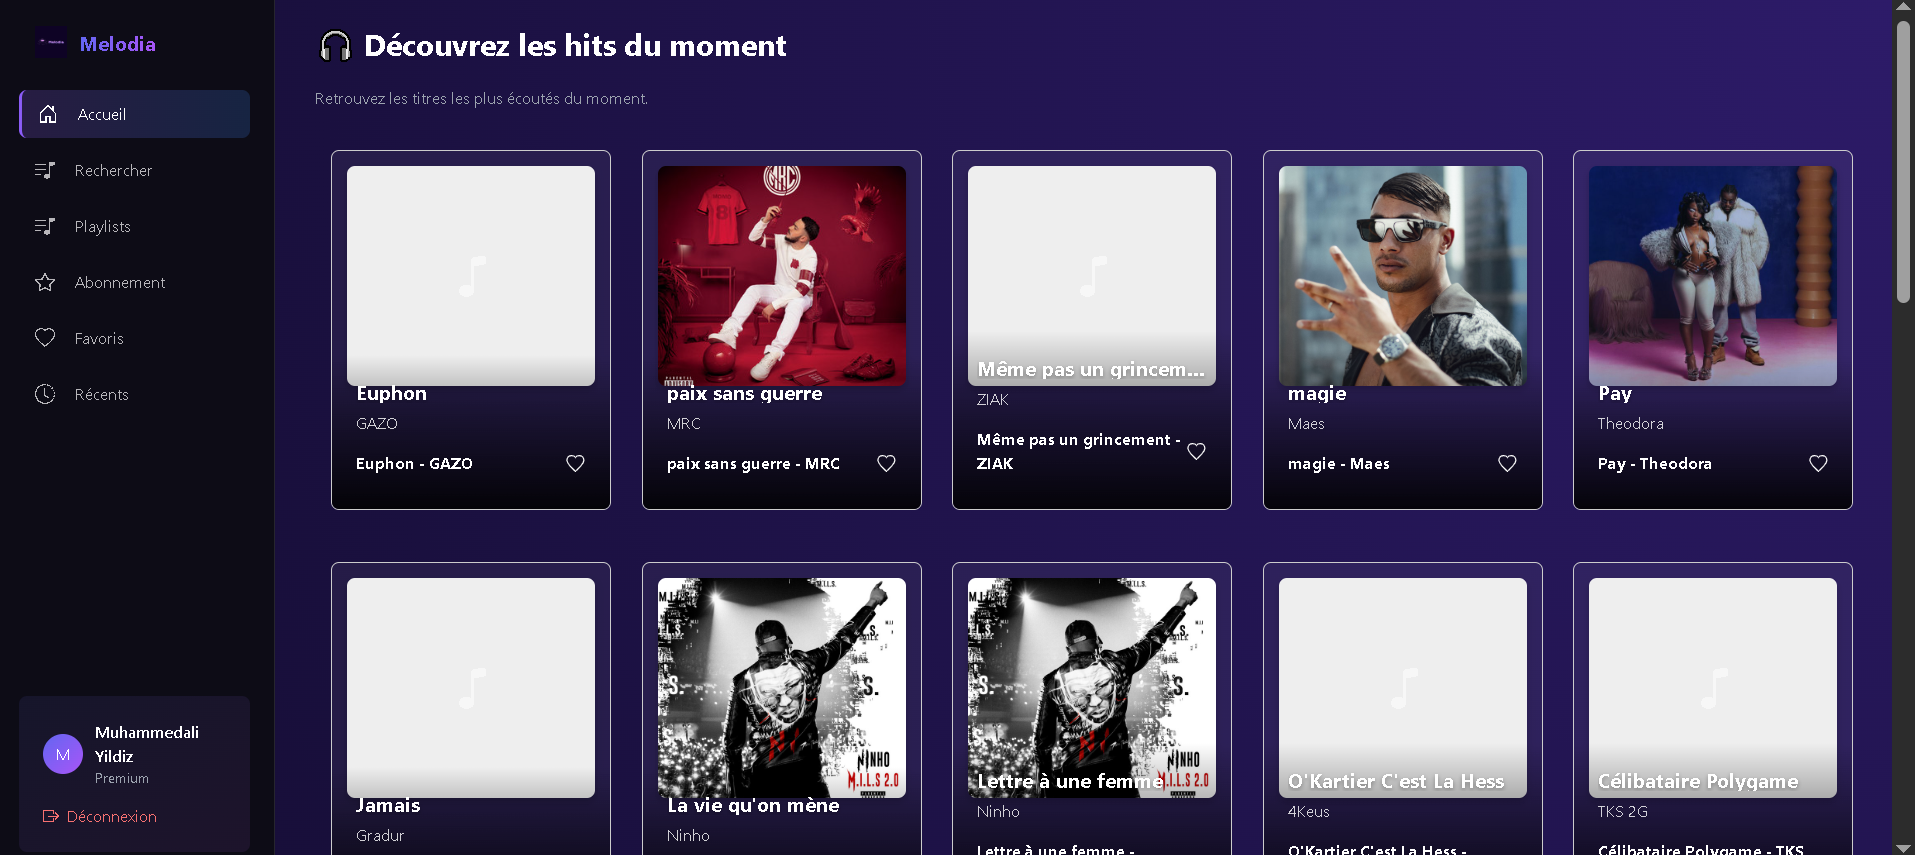 Melodia
Accueil
Rechercher
Playlists
Abonnement
Favoris
Récents
Muhammedali
Yildiz
M
Premium
Déconnexion
Découvrez les hits du moment
Retrouvez les titres les plus écoutés du moment.
Euphon
GAZO
Euphon - GAZO
MRC
paix sans guerre
MRC
paix sans guerre - MRC
Même pas un grincem...
ZIAK
Même pas un grincement -
ZIAK
magie
Maes
magie - Maes
Pay
Theodora
Pay - Theodora
Jamais
Gradur
La vie qu'on mène
Ninho
NINHO
M.I.L.S 2.0
Lettre à une femme
Ninho
Lettre à une femme -
O'Kartier C'est La Hess
4Keus
O'Kartier C'est La Hess -
Célibataire Polygame
TKS 2G
Célibataire Polygame - TKS